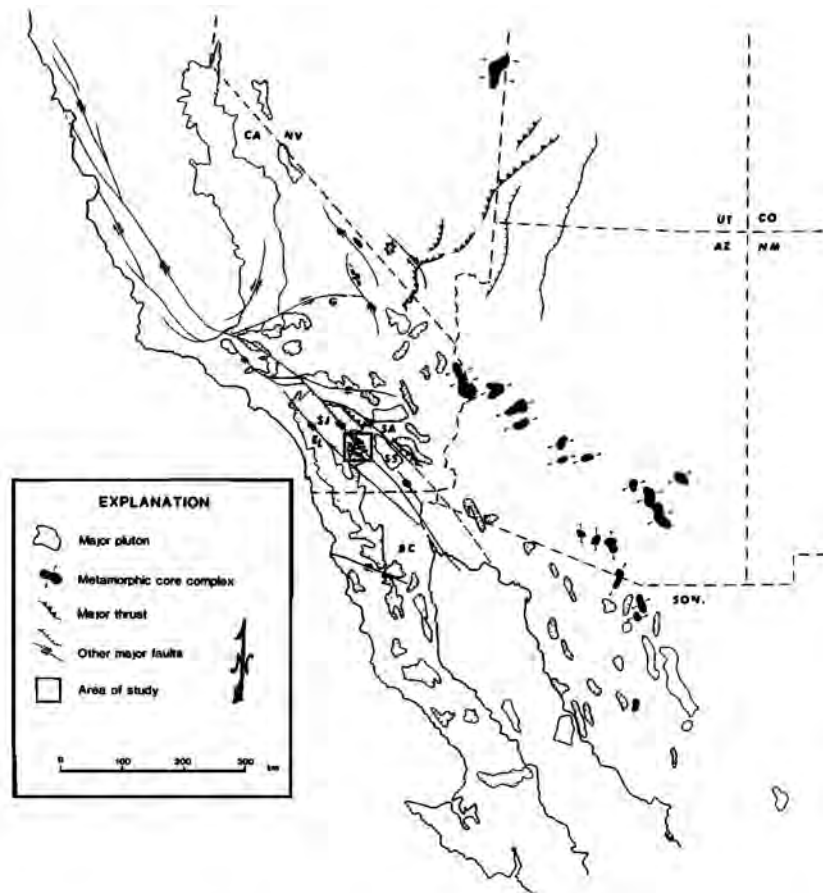 CA NV
UT CO
AZ NM
G
SJ
SA
EL
SS
BC
SON.
EXPLANATION
Major pluton
Metamorphic core complex
Major thrust
Other major faults
Area of study
N
0 100 200 300
km